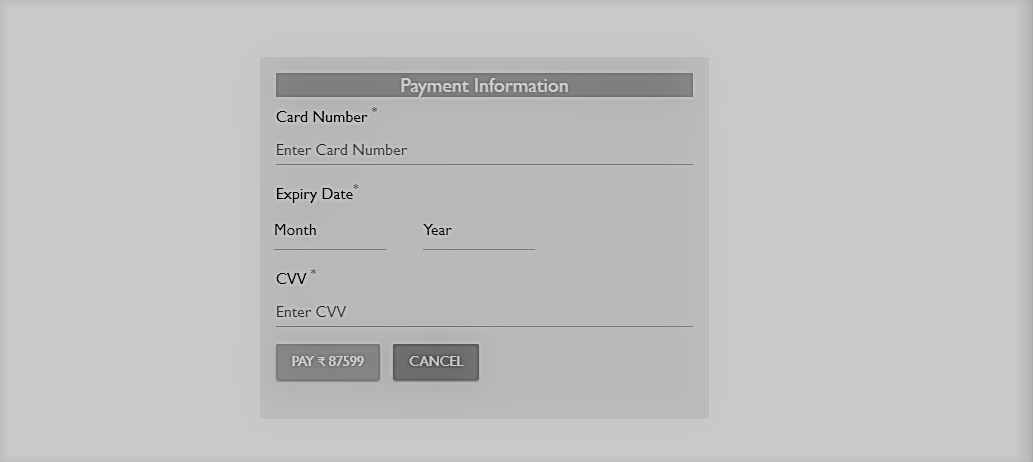 Payment Information
Card Number *
Enter Card Number
Expiry Date*
Month Year
CVV *
Enter CVV
PAY ₹ 87599 CANCEL